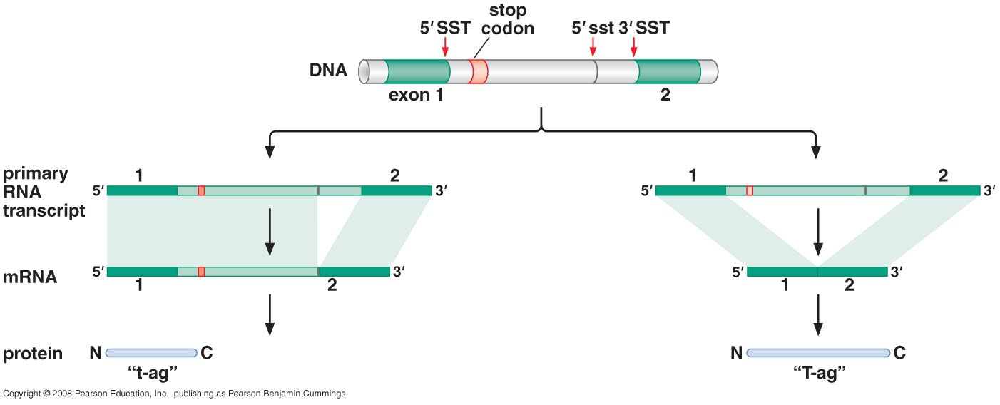 stop
codon
5′ SST
5′ sst 3′ SST
DNA
exon 1
2
primary
RNA
transcript
1
2
5′
3′
1
2
5′
3′
mRNA
5′
3′
1
2
5′
3′
1
2
protein
N
C
“t-ag”
N
C
“T-ag”
Copyright © 2008 Pearson Education, Inc., publishing as Pearson Benjamin Cummings.